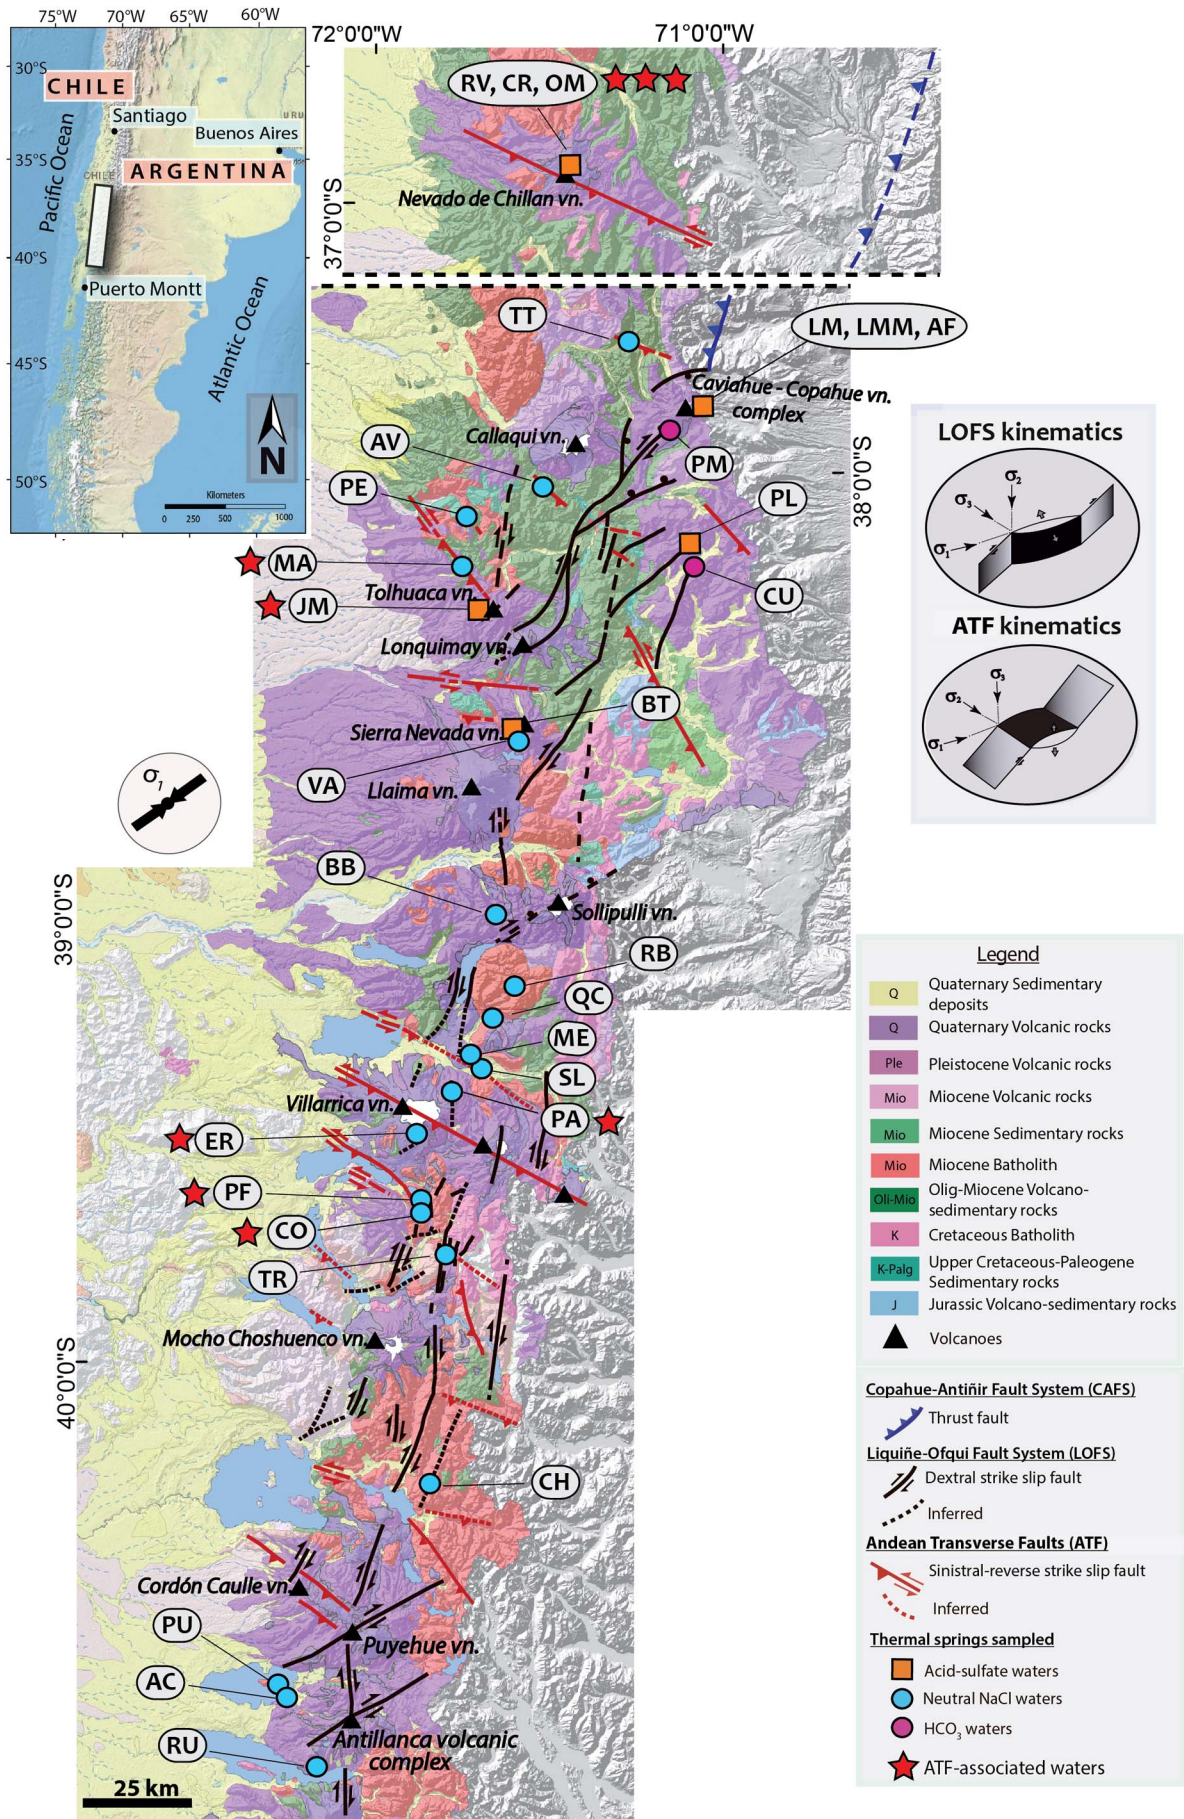 75°W
70°W
65°W
60°W
30°S
35°S
40°S
45°S
50°S
CHILE
Santiago
Buenos Aires
ARGENTINA
CHILE
Pacific Ocean
Puerto Montt
Atlantic Ocean
N
Kilometers
0 250 500 1000
72°0'0"W
71°0'0"W
RV, CR, OM
Nevado de Chillan vn.
37°0'0"S
TT
LM, LMM, AF
Caviahue - Copahue vn.
complex
Callaqui vn.
AV
PM
PE
PL
38°0'0"S
MA
CU
Tolhuaca vn.
JM
Lonquimay vn.
BT
Sierra Nevada vn.
VA
Llaima vn.
σ1
BB
Sollipulli vn.
39°0'0"S
RB
QC
ME
SL
Villarrica vn.
PA
ER
PF
CO
TR
Mocho Choshuenco vn.
40°0'0"S
CH
Cordón Caulle vn.
PU
Puyehue vn.
AC
Antillanca volcanic
complex
RU
25 km
LOFS kinematics
σ2
σ3
σ1
ATF kinematics
σ3
σ2
σ1
Legend
Q Quaternary Sedimentary
deposits
Q Quaternary Volcanic rocks
Ple Pleistocene Volcanic rocks
Mio Miocene Volcanic rocks
Mio Miocene Sedimentary rocks
Mio Miocene Batholith
Oli-Mio Olig-Miocene Volcano-
sedimentary rocks
K Cretaceous Batholith
K-Palg Upper Cretaceous-Paleogene
Sedimentary rocks
J Jurassic Volcano-sedimentary rocks
Volcanoes
Copahue-Antiñir Fault System (CAFS)
Thrust fault
Liquiñe-Ofqui Fault System (LOFS)
Dextral strike slip fault
Inferred
Andean Transverse Faults (ATF)
Sinistral-reverse strike slip fault
Inferred
Thermal springs sampled
Acid-sulfate waters
Neutral NaCl waters
HCO3 waters
ATF-associated waters